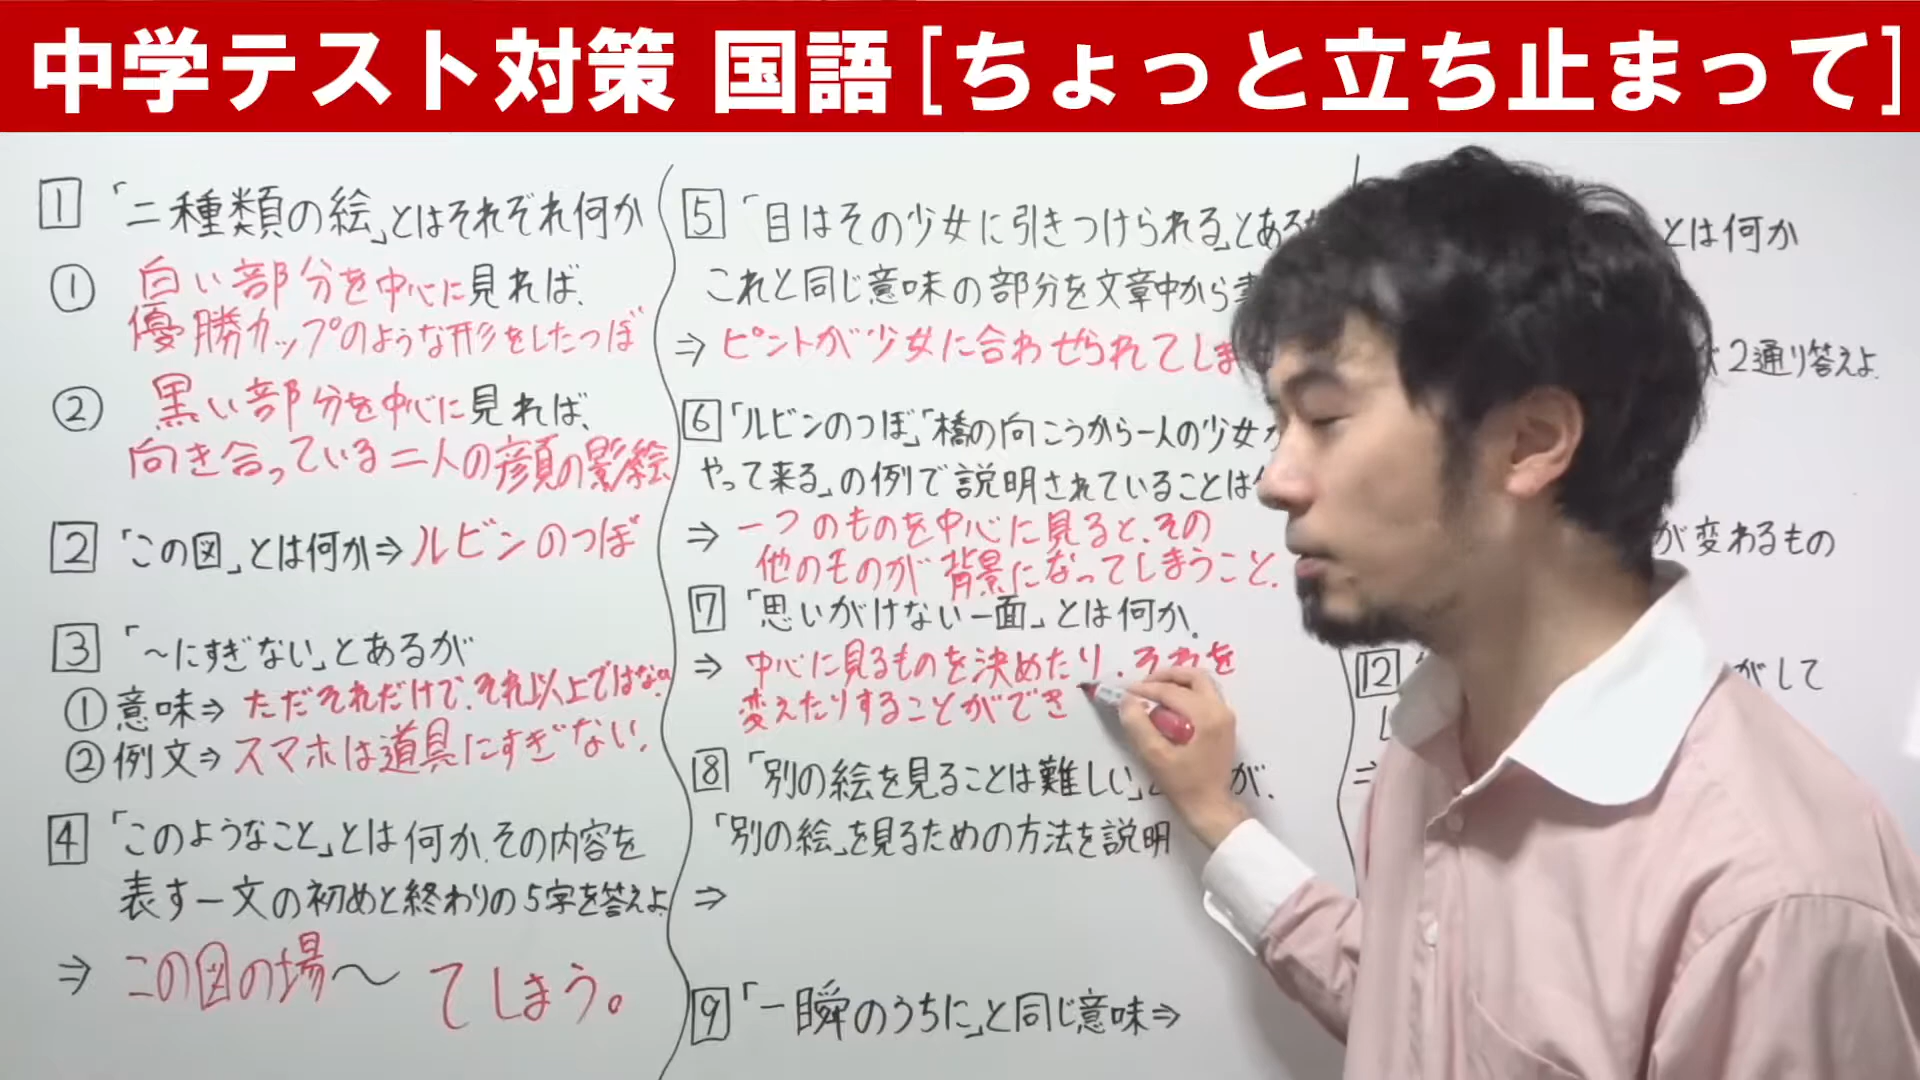 中学テスト対策 国語[ちょっと立ち止まって]
1 「二種類の絵」とはそれぞれ何か
① 白い部分を中心に見れば、
優勝カップのような形をしたつぼ
② 黒い部分を中心に見れば、
向き合っている二人の顔の影絵
2 「この図」とは何か⇒ルビンのつぼ
3 「～にすぎない」とあるが
①意味⇒ただそれだけで、それ以上ではない。
②例文⇒スマホは道具にすぎない。
4 「このようなこと」とは何か、その内容を
表す一文の初めと終わりの5字を答えよ。
⇒ この図の場～ てしまう。
5 「目はその少女に引きつけられる」とある
これと同じ意味の部分を文章中から
⇒ ピントが少女に合わせられてしま
6 「ルビンのつぼ」「橋の向こうから一人の少女
やって来る」の例で説明されていることは
⇒ 一つのものを中心に見ると、その
他のものが背景になってしまうこと。
7 「思いがけない一面」とは何か。
⇒ 中心に見るものを決めたり、それを
変えたりすることができ
8 「別の絵を見ることは難しい」 が、
「別の絵」を見るための方法を説明
⇒
9 「一瞬のうちに」と同じ意味⇒
とは何か
2通り答えよ。
が変わるもの
12 がして
⇒